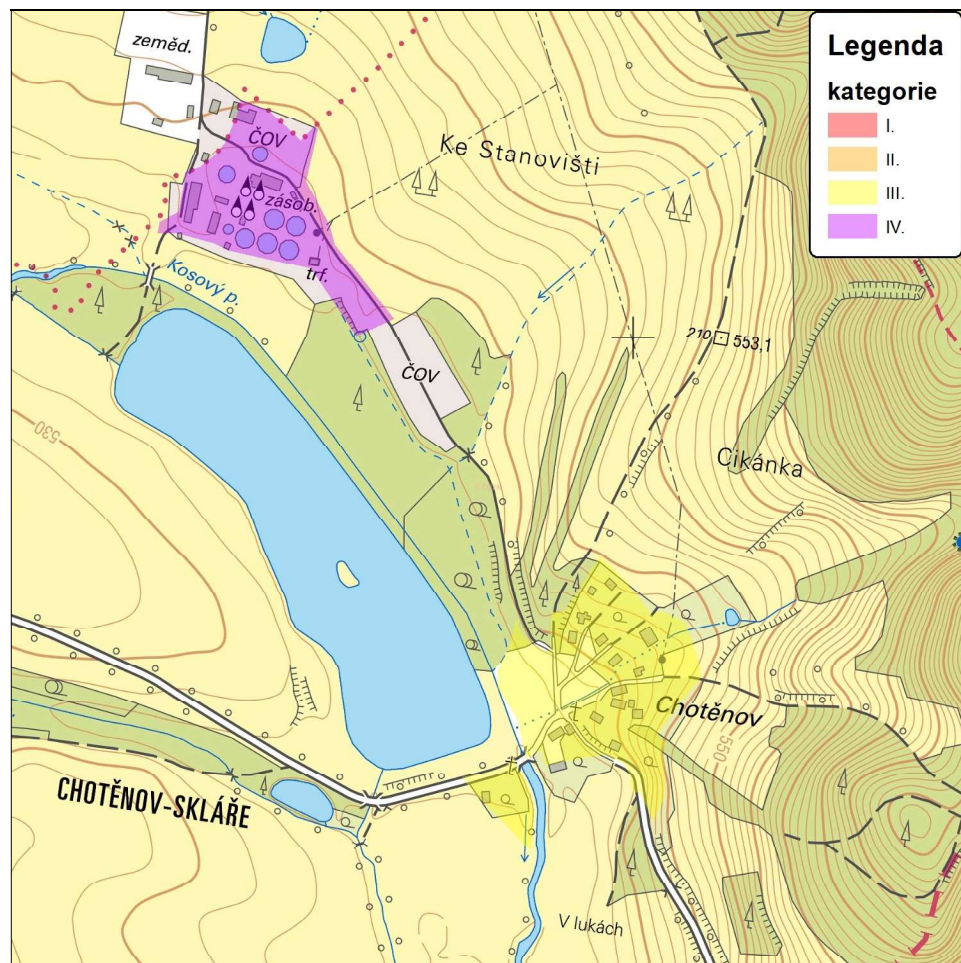 zeměd.
Legenda
kategorie
I.
II.
III.
IV.
ČOV
Ke Stanovišti
zásob.
trf.
Kosový p.
553,1
ČOV
530
Cikánka
Chotěnov
550
CHOTĚNOV-SKLÁŘE
V lukách